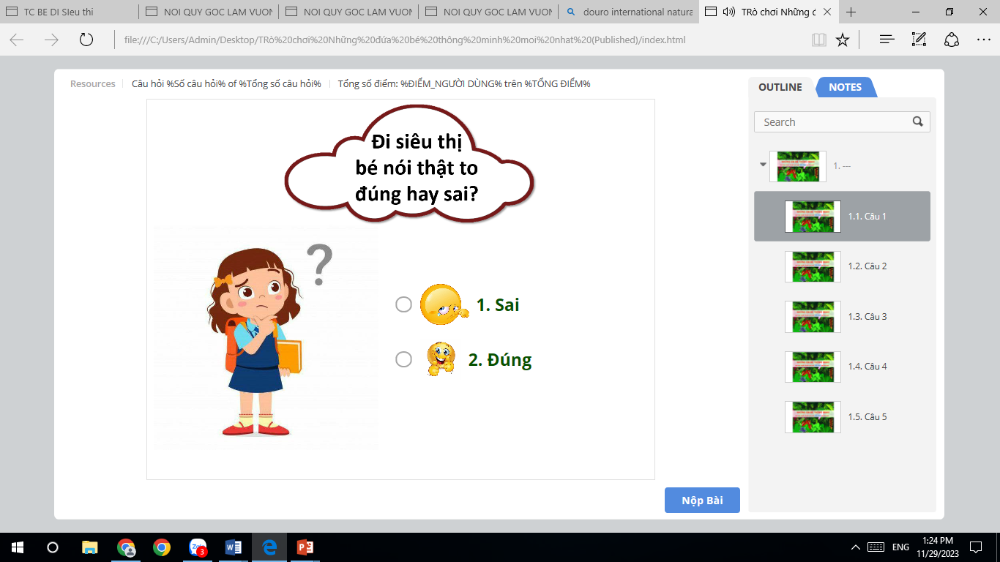 TC BE DI SIeu thi
NOI QUY GOC LAM VUON
NOI QUY GOC LAM VUON
NOI QUY GOC LAM VUON
douro international natura
TRò chơi Những đ
file:///C:/Users/Admin/Desktop/TRò%20chơi%20Những%20đứa%20bé%20thông%20minh%20moi%20nhat%20(Published)/index.html
Resources
Câu hỏi %Số câu hỏi% of %Tổng số câu hỏi%
Tổng số điểm: %ĐIỂM_NGƯỜI DÙNG% trên %TỔNG ĐIỂM%
OUTLINE
NOTES
Search
1. ---
1.1. Câu 1
1.2. Câu 2
1.3. Câu 3
1.4. Câu 4
1.5. Câu 5
Đi siêu thị
bé nói thật to
đúng hay sai?
?
1. Sai
2. Đúng
Nộp Bài
Zalo
3
ENG
1:24 PM
11/29/2023